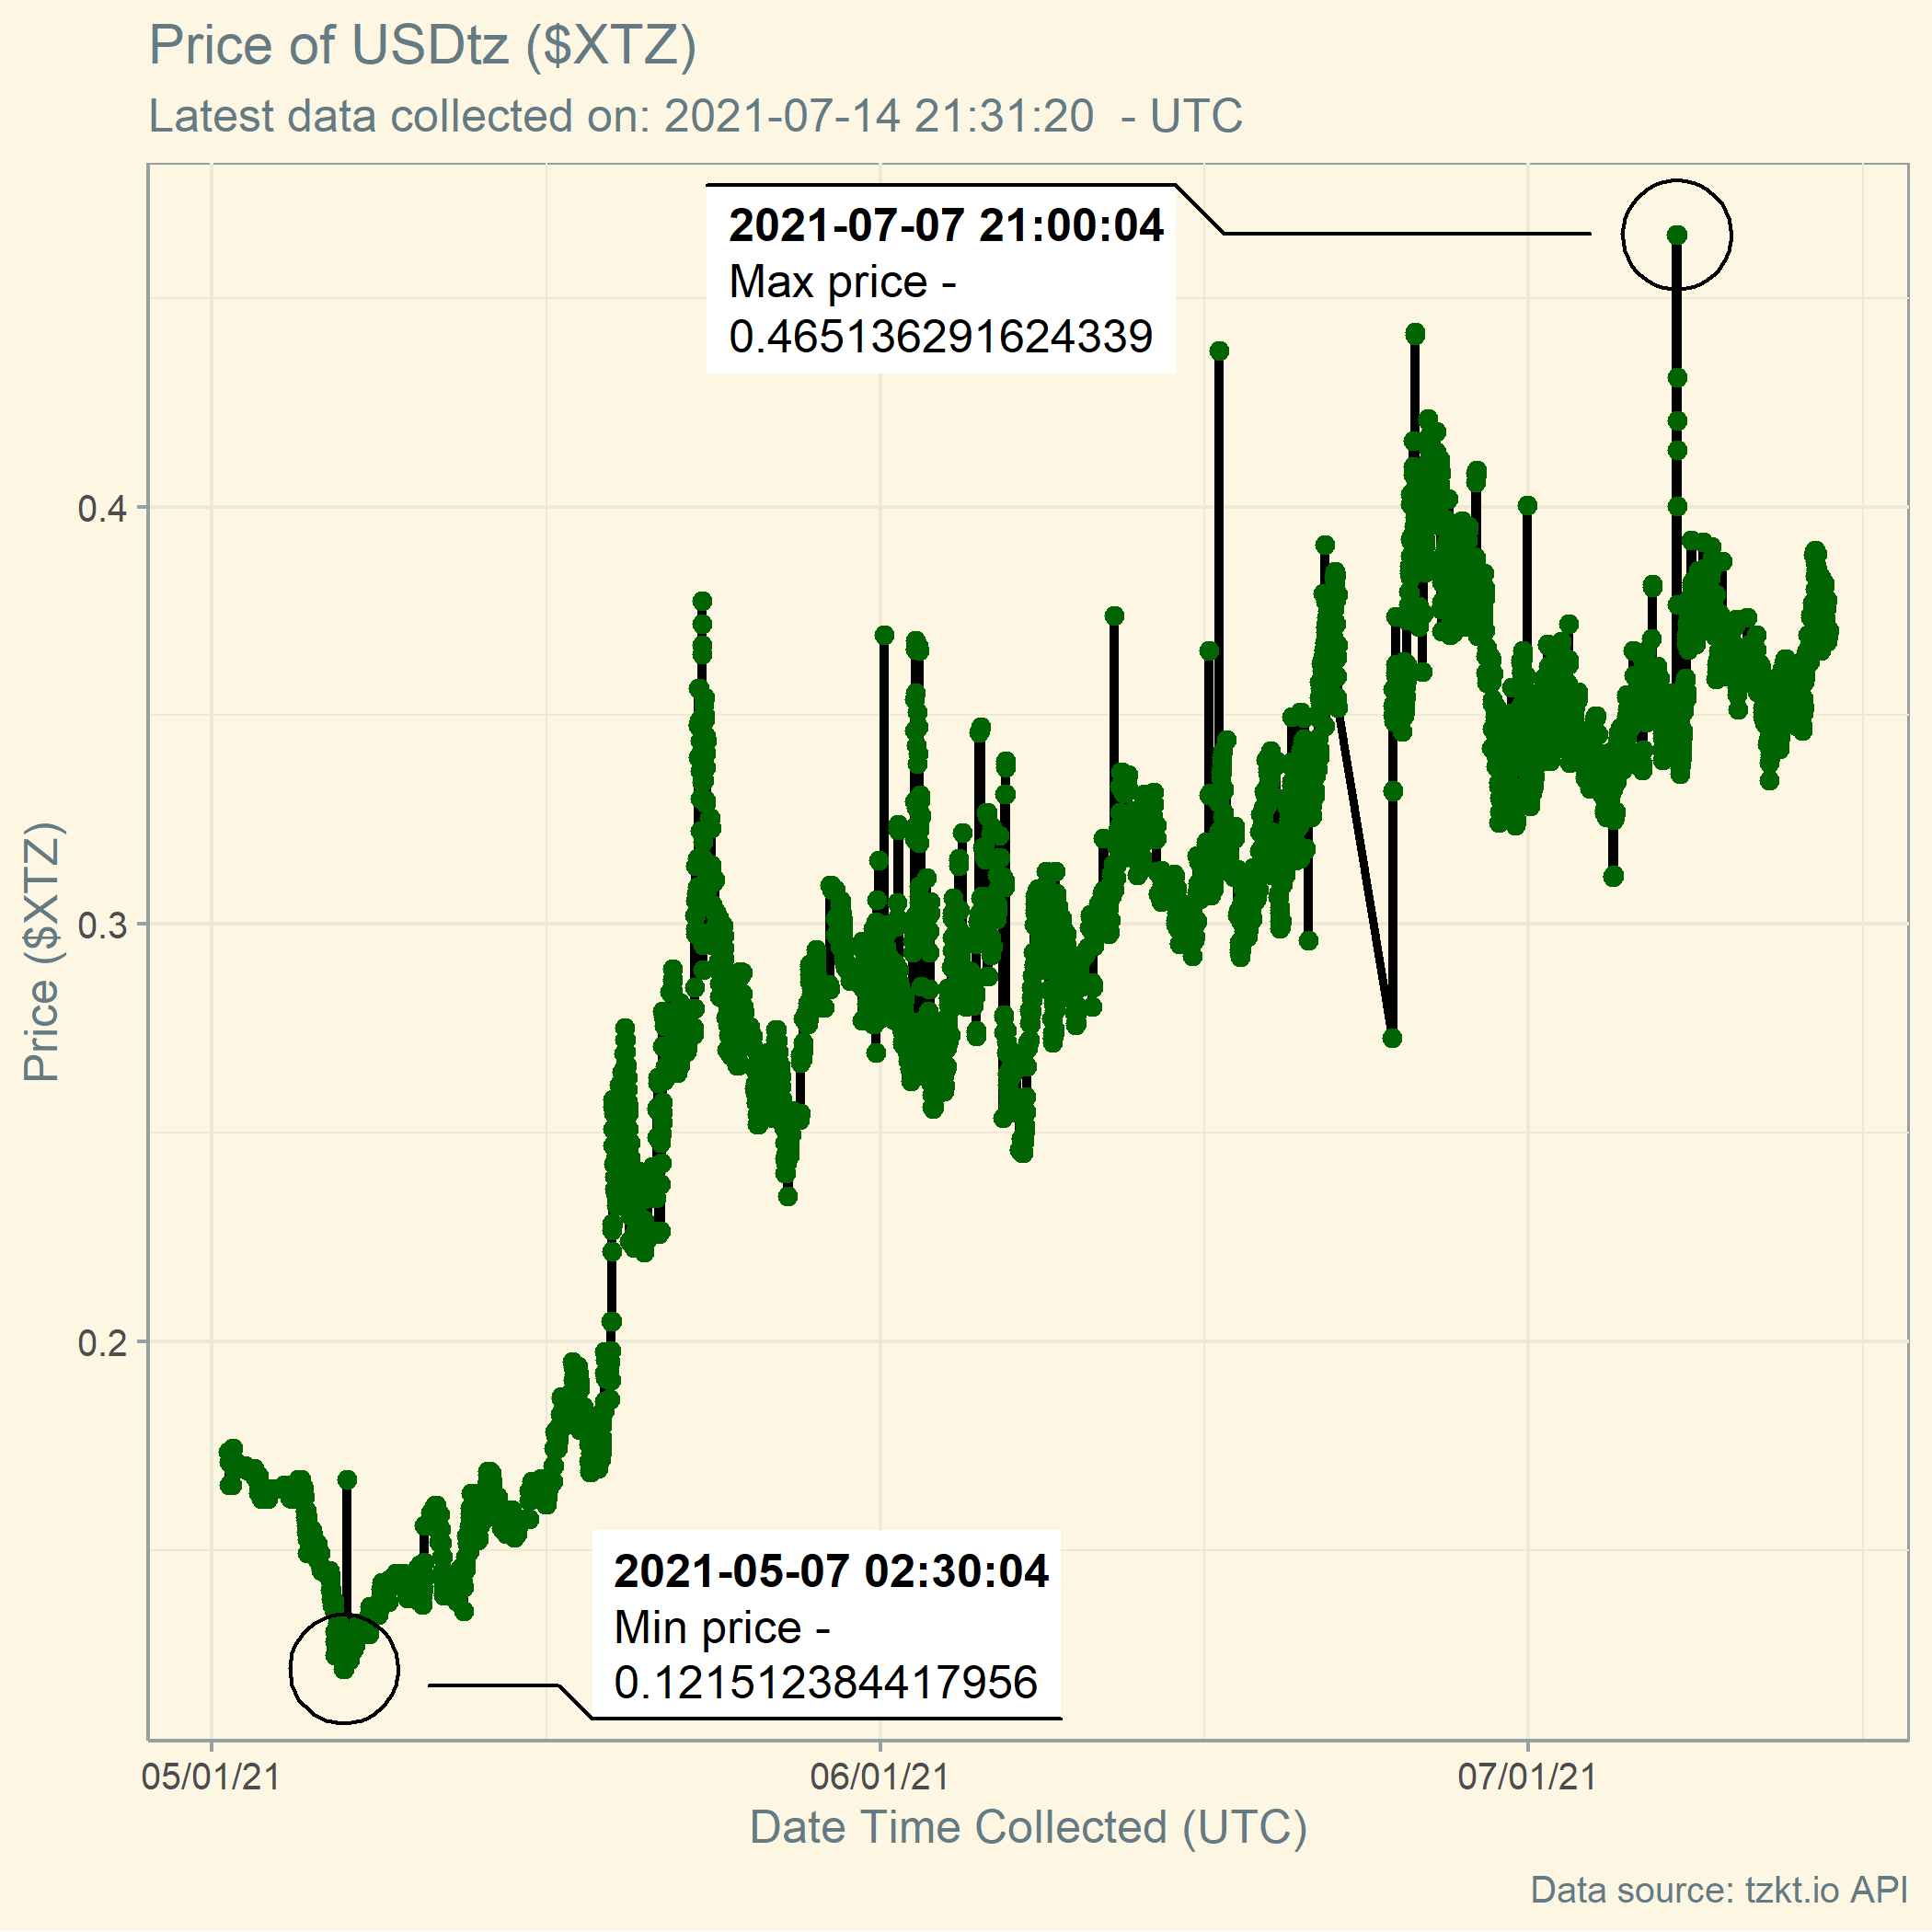 Price of USDtz ($XTZ)
Latest data collected on: 2021-07-14 21:31:20  - UTC
2021-07-07 21:00:04
Max price -
0.465136291624339
0.4
0.3
0.2
Price ($XTZ)
2021-05-07 02:30:04
Min price -
0.121512384417956
05/01/21
06/01/21
07/01/21
Date Time Collected (UTC)
Data source: tzkt.io API